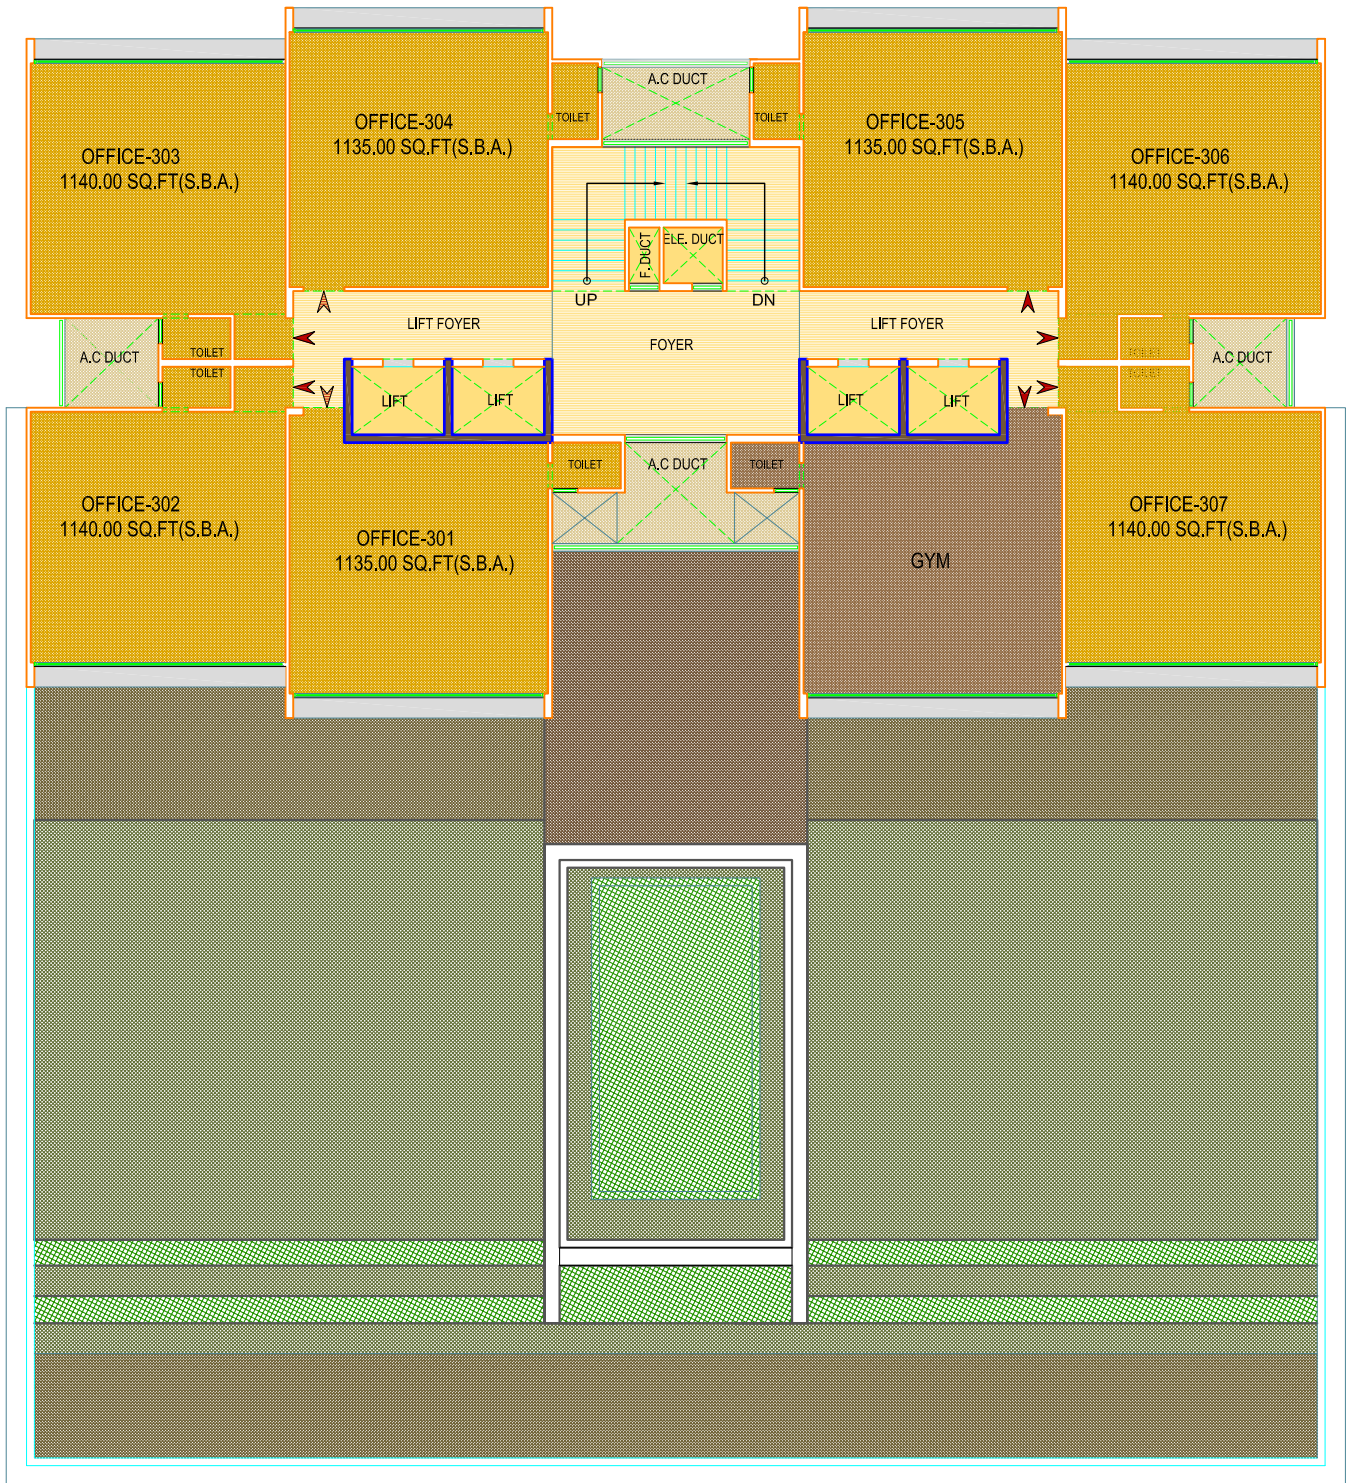 A.C DUCT
TOILET
TOILET
OFFICE-304
1135.00 SQ.FT(S.B.A.)
OFFICE-305
1135.00 SQ.FT(S.B.A.)
OFFICE-303
1140.00 SQ.FT(S.B.A.)
OFFICE-306
1140.00 SQ.FT(S.B.A.)
F. DUCT
ELE. DUCT
UP
DN
LIFT FOYER
FOYER
LIFT FOYER
A.C DUCT
TOILET
TOILET
TOILET
TOILET
A.C DUCT
LIFT
LIFT
LIFT
LIFT
TOILET
A.C DUCT
TOILET
OFFICE-302
1140.00 SQ.FT(S.B.A.)
OFFICE-301
1135.00 SQ.FT(S.B.A.)
GYM
OFFICE-307
1140.00 SQ.FT(S.B.A.)